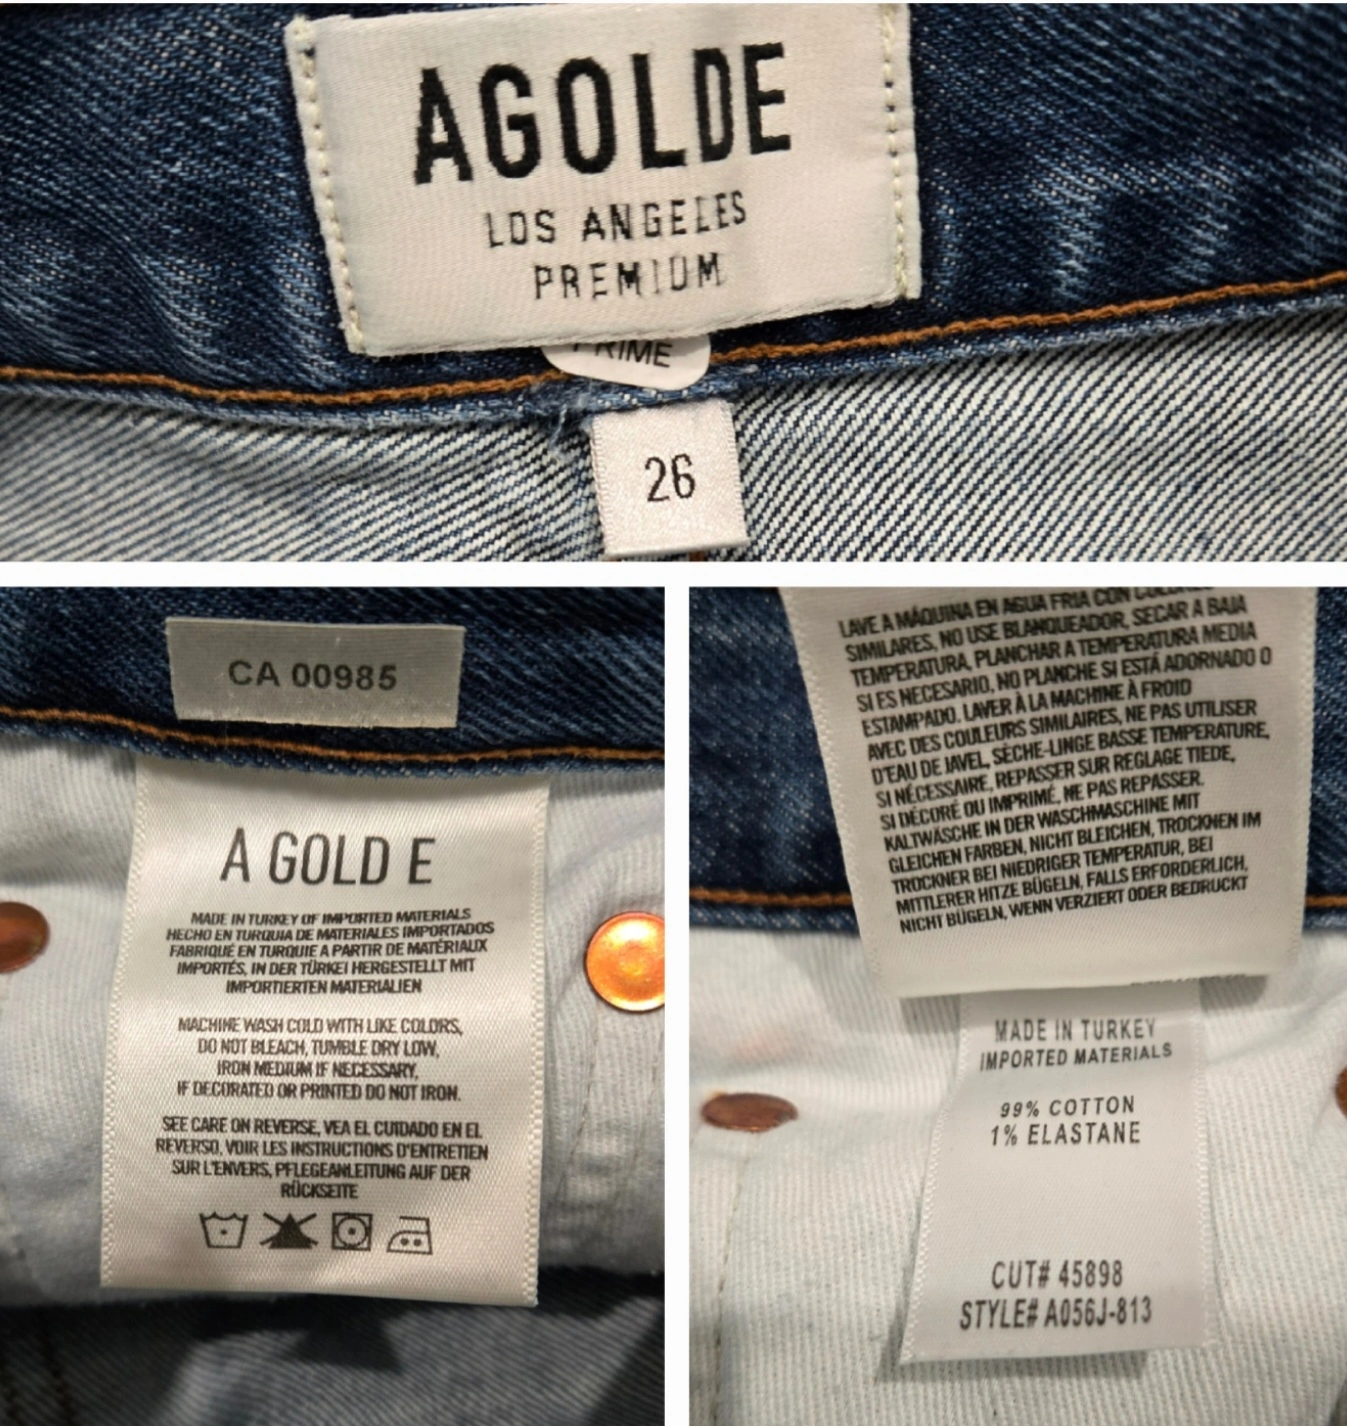 AGOLDE
LOS ANGELES
PREMIUM
PRIME
26
CA 00985
A GOLD E
MADE IN TURKEY OF IMPORTED MATERIALS
HECHO EN TURQUIA DE MATERIALES IMPORTADOS
FABRIQUÉ EN TURQUIE A PARTIR DE MATÉRIAUX
IMPORTÉS, IN DER TÜRKEI HERGESTELLT MIT
IMPORTIERTEN MATERIALIEN
MACHINE WASH COLD WITH LIKE COLORS,
DO NOT BLEACH, TUMBLE DRY LOW,
IRON MEDIUM IF NECESSARY,
IF DECORATED OR PRINTED DO NOT IRON.
SEE CARE ON REVERSE, VEA EL CUIDADO EN EL
REVERSO, VOIR LES INSTRUCTIONS D'ENTRETIEN
SUR L'ENVERS, PFLEGEANLEITUNG AUF DER
RÜCKSEITE
LAVE A MÁQUINA EN AGUA FRIA CON COLORES
SIMILARES, NO USE BLANQUEADOR, SECAR A BAJA
TEMPERATURA, PLANCHAR A TEMPERATURA MEDIA
SI ES NECESARIO, NO PLANCHE SI ESTÁ ADORNADO O
ESTAMPADO. LAVER À LA MACHINE À FROID
AVEC DES COULEURS SIMILAIRES, NE PAS UTILISER
D'EAU DE JAVEL, SÈCHE-LINGE BASSE TEMPERATURE,
SI NÉCESSAIRE, REPASSER SUR REGLAGE TIEDE,
SI DÉCORÉ OU IMPRIMÉ, NE PAS REPASSER.
KALTWÄSCHE IN DER WASCHMASCHINE MIT
GLEICHEN FARBEN, NICHT BLEICHEN, TROCKNEN IM
TROCKNER BEI NIEDRIGER TEMPERATUR, BEI
MITTLERER HITZE BÜGELN, FALLS ERFORDERLICH,
NICHT BÜGELN, WENN VERZIERT ODER BEDRUCKT
MADE IN TURKEY
IMPORTED MATERIALS
99% COTTON
1% ELASTANE
CUT# 45898
STYLE# A056J-813